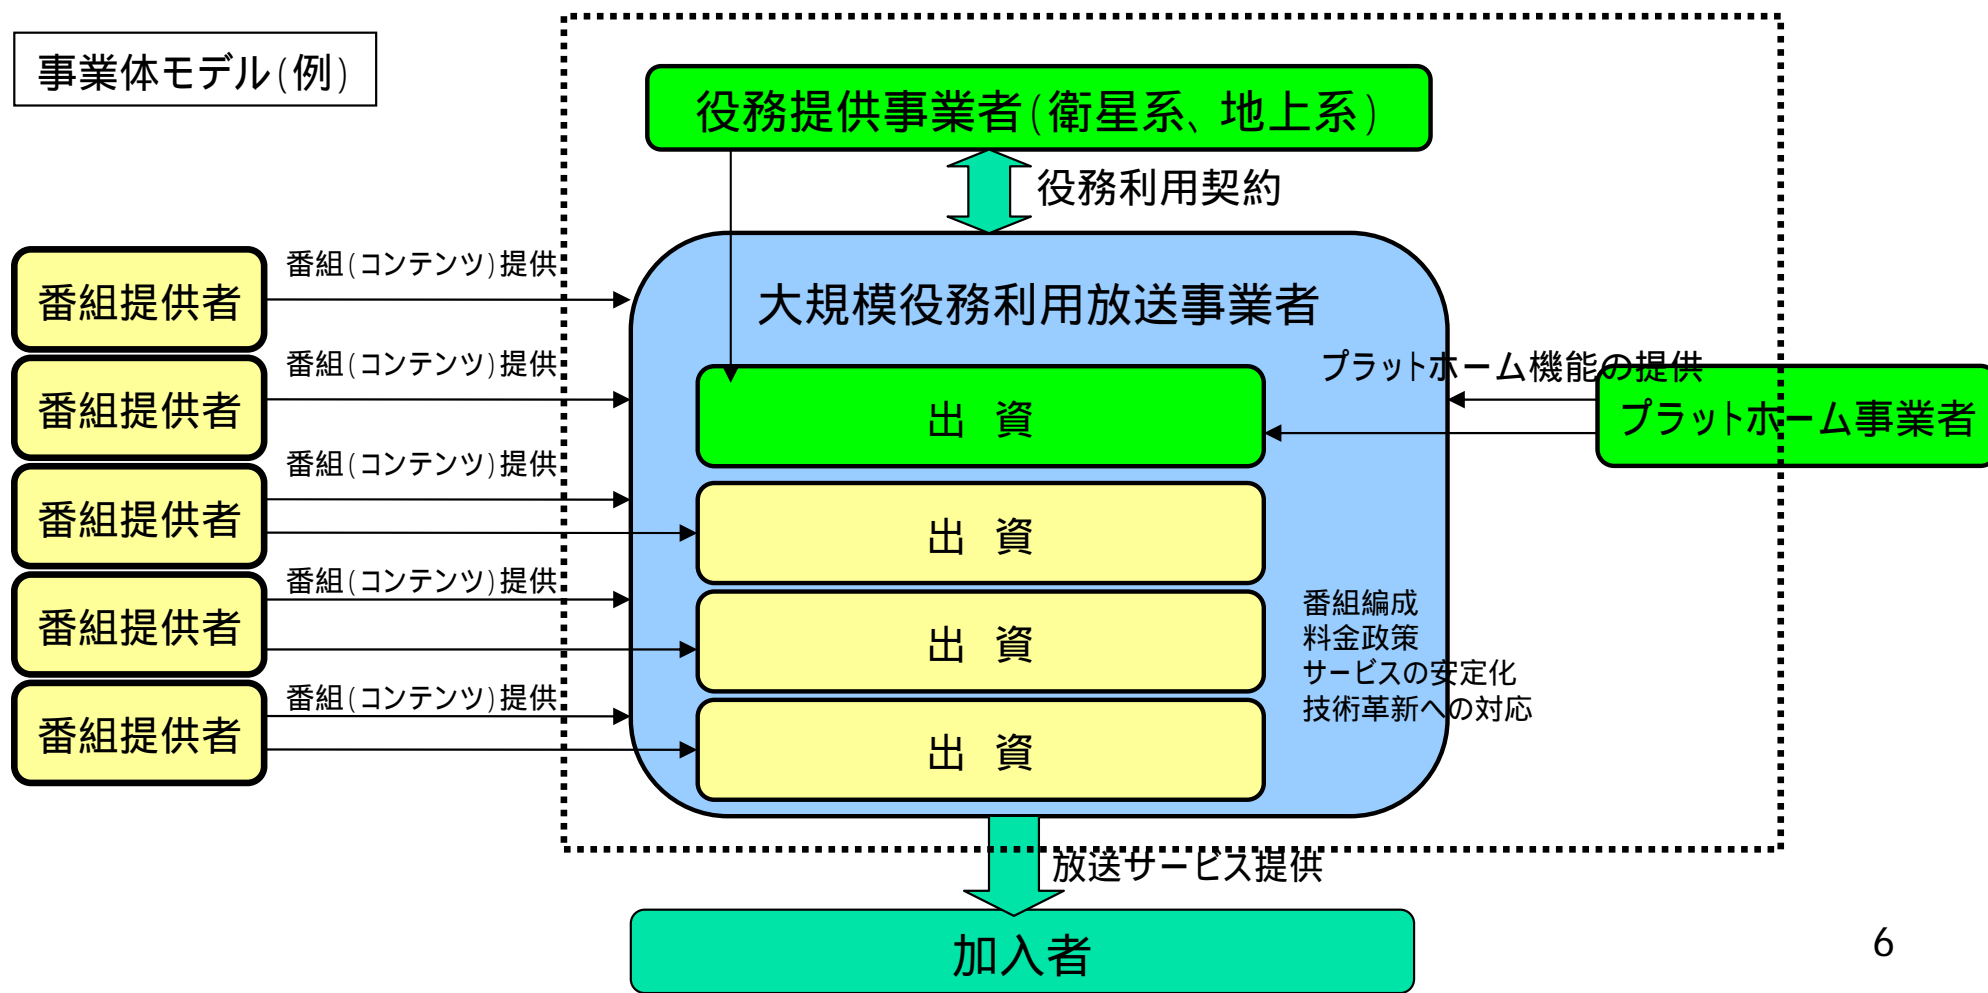 事業体モデル(例)
役務提供事業者(衛星系、地上系)
役務利用契約
番組提供者
番組(コンテンツ)提供
番組提供者
番組(コンテンツ)提供
番組提供者
番組(コンテンツ)提供
番組提供者
番組(コンテンツ)提供
番組提供者
番組(コンテンツ)提供
大規模役務利用放送事業者
出 資
出 資
出 資
出 資
番組編成
料金政策
サービスの安定化
技術革新への対応
プラットホーム機能の提供
プラットホーム事業者
放送サービス提供
加入者
6